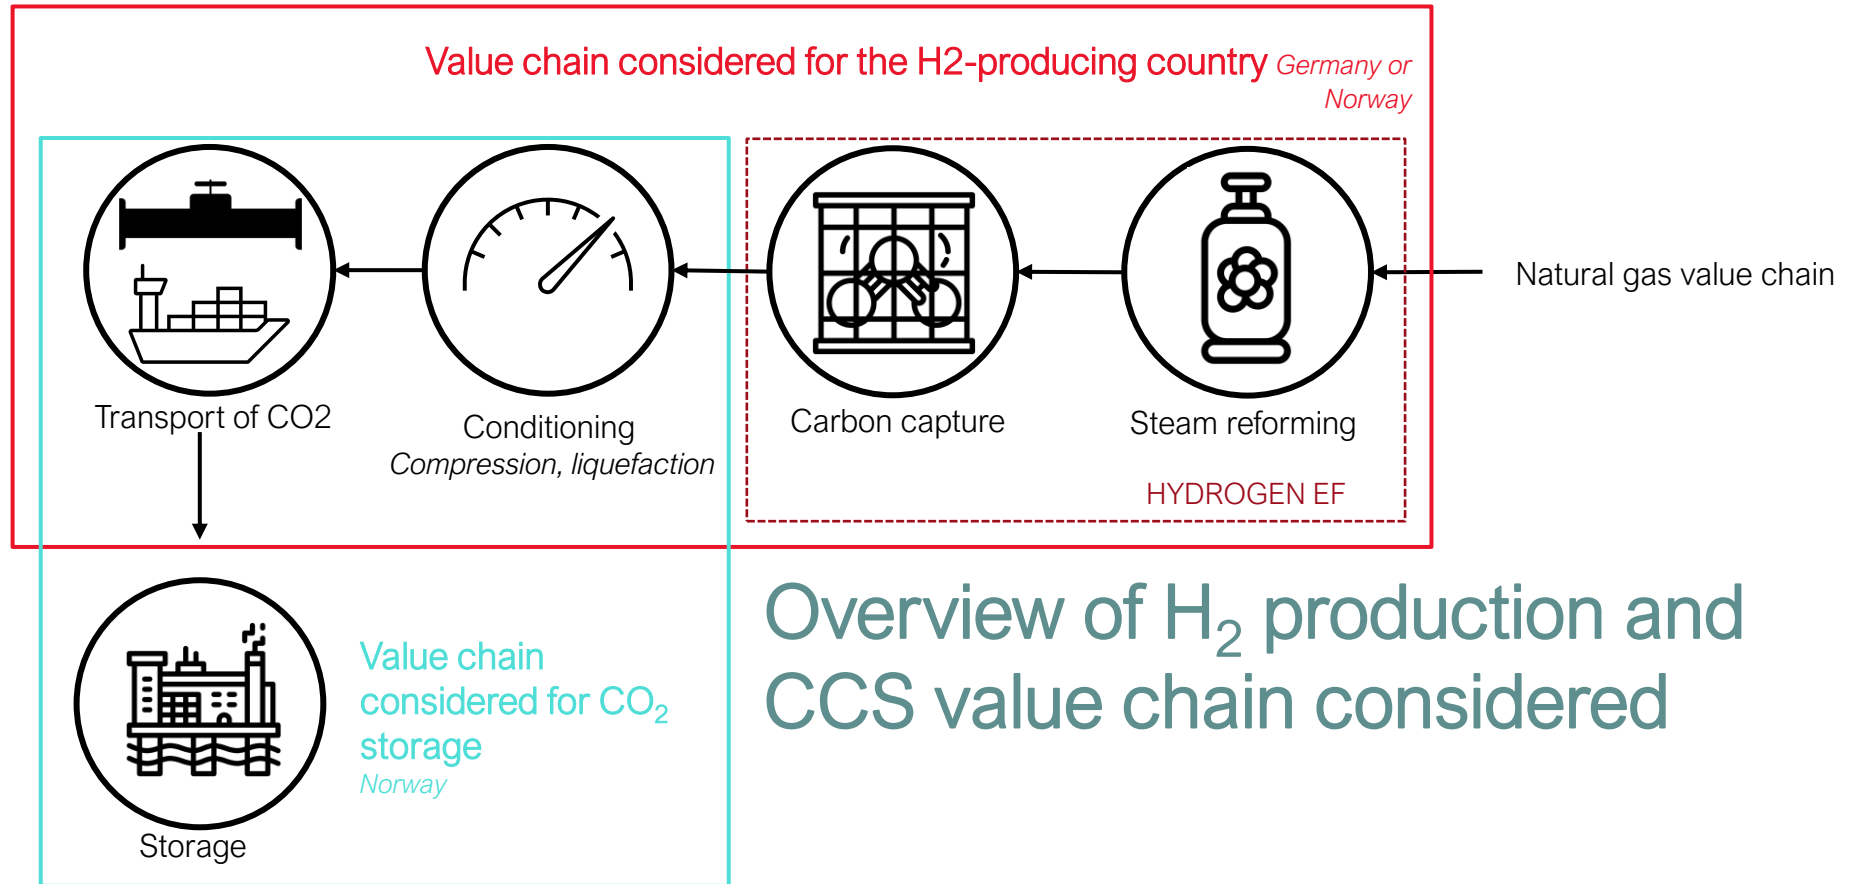 Value chain considered for the H2-producing country Germany or
Norway
Natural gas value chain
Transport of CO2
Conditioning
Compression, liquefaction
Carbon capture
Steam reforming
HYDROGEN EF
Value chain
considered for CO₂
storage
Norway
Storage
Overview of H₂ production and
CCS value chain considered